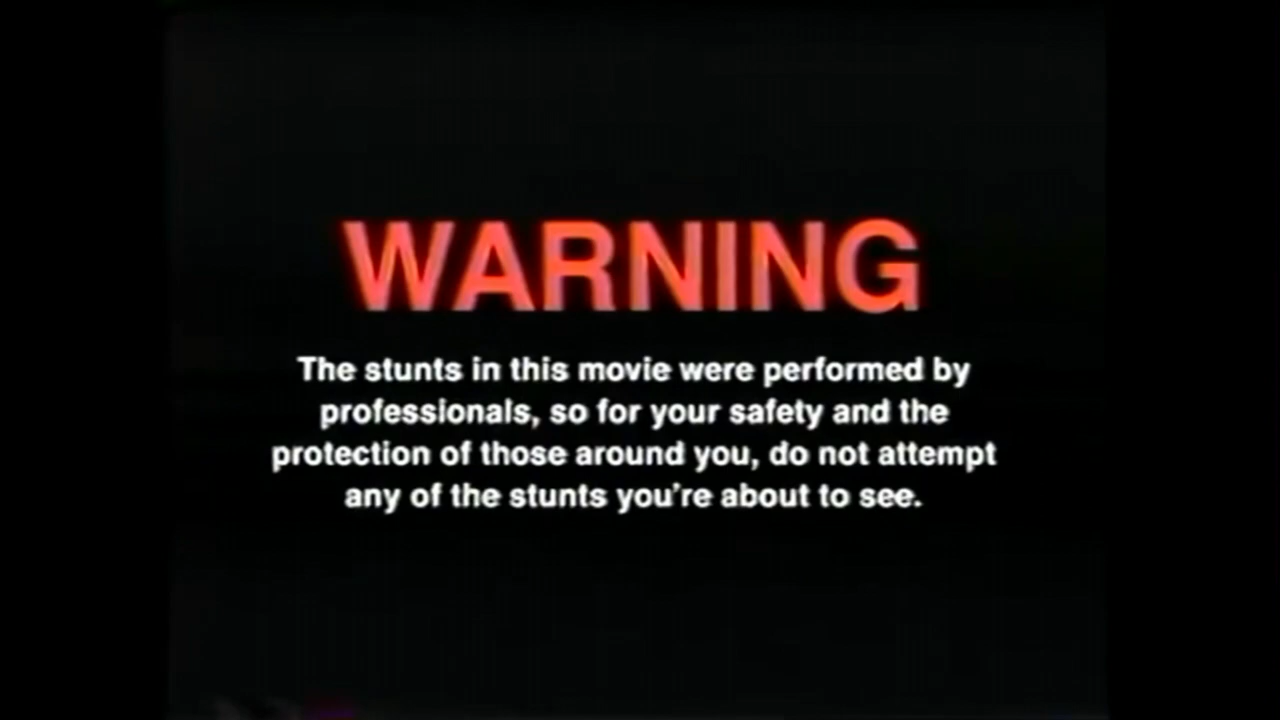 WARNING
The stunts in this movie were performed by
professionals, so for your safety and the
protection of those around you, do not attempt
any of the stunts you're about to see.